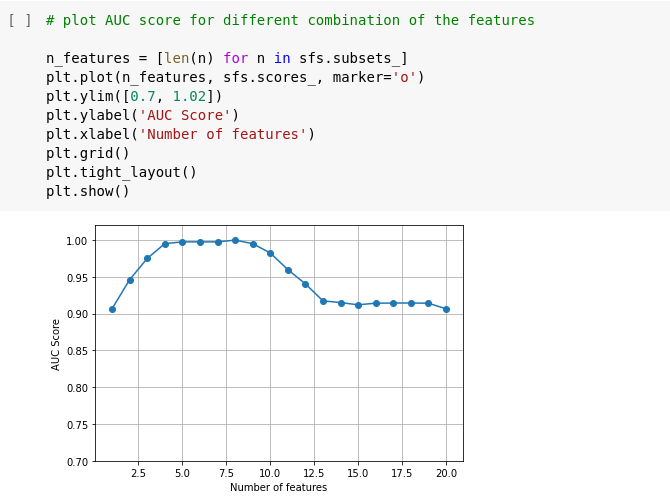 [ ] # plot AUC score for different combination of the features
n_features = [len(n) for n in sfs.subsets_]
plt.plot(n_features, sfs.scores_, marker='o')
plt.ylim([0.7, 1.02])
plt.ylabel('AUC Score')
plt.xlabel('Number of features')
plt.grid()
plt.tight_layout()
plt.show()
1.00
0.95
0.90
0.85
0.80
0.75
0.70
AUC Score
2.5 5.0 7.5 10.0 12.5 15.0 17.5 20.0
Number of features